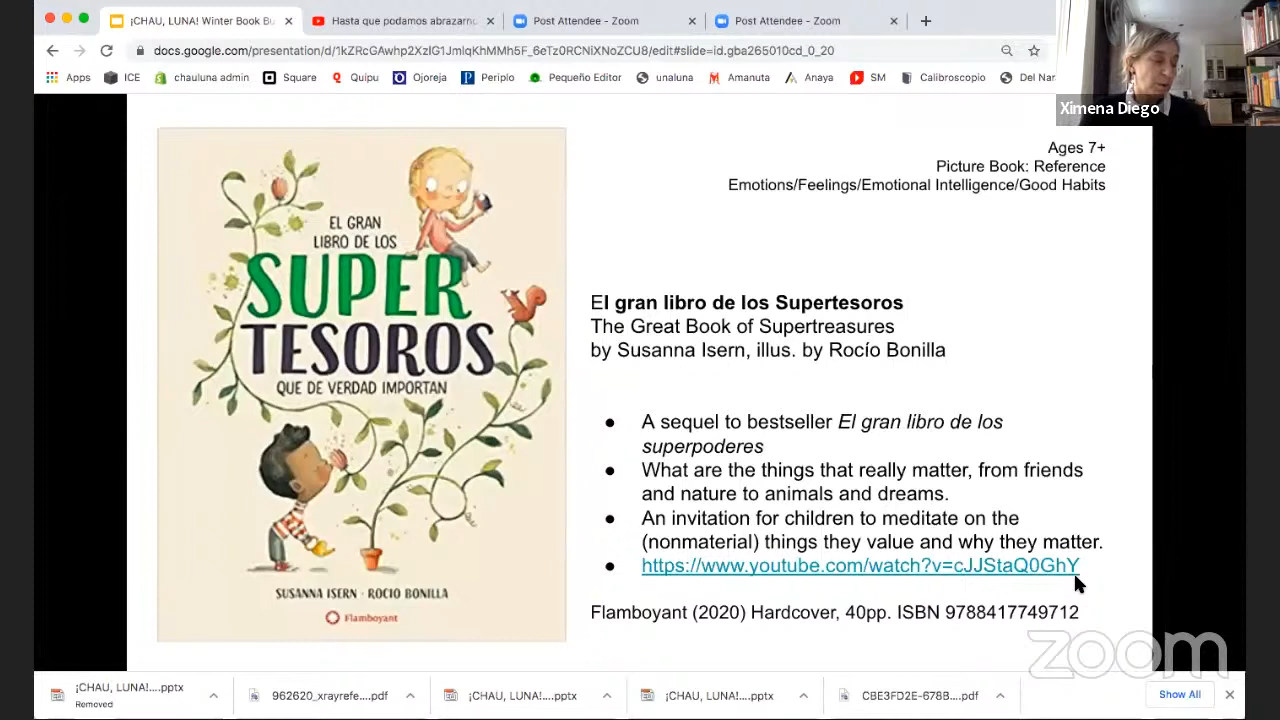 ¡CHAU, LUNA! Winter Book Bu
Hasta que podamos abrazarnu
Post Attendee - Zoom
Post Attendee - Zoom
docs.google.com/presentation/d/1kZRcGAwhp2XzlG1JmlqKhMMh5F_6eTz0RCNiXNoZCU8/edit#slide=id.gba265010cd_0_20
Apps
ICE
chauluna admin
Square
Quipu
Ojoreja
Periplo
Pequeño Editor
unaluna
Amanuta
Anaya
SM
Calibroscopio
Del Nar
Ximena Diego
Ages 7+
Picture Book: Reference
Emotions/Feelings/Emotional Intelligence/Good Habits
EL GRAN
LIBRO DE LOS
SUPER
TESOROS
QUE DE VERDAD IMPORTAN
SUSANNA ISERN · ROCIO BONILLA
Flamboyant
El gran libro de los Supertesoros
The Great Book of Supertreasures
by Susanna Isern, illus. by Rocío Bonilla
● A sequel to bestseller El gran libro de los
superpoderes
● What are the things that really matter, from friends
and nature to animals and dreams.
● An invitation for children to meditate on the
(nonmaterial) things they value and why they matter.
● https://www.youtube.com/watch?v=cJJStaQ0GhY
Flamboyant (2020) Hardcover, 40pp. ISBN 9788417749712
zoom
¡CHAU, LUNA!....pptx
Removed
962620_xrayrefe....pdf
¡CHAU, LUNA!....pptx
¡CHAU, LUNA!....pptx
CBE3FD2E-678B....pdf
Show All